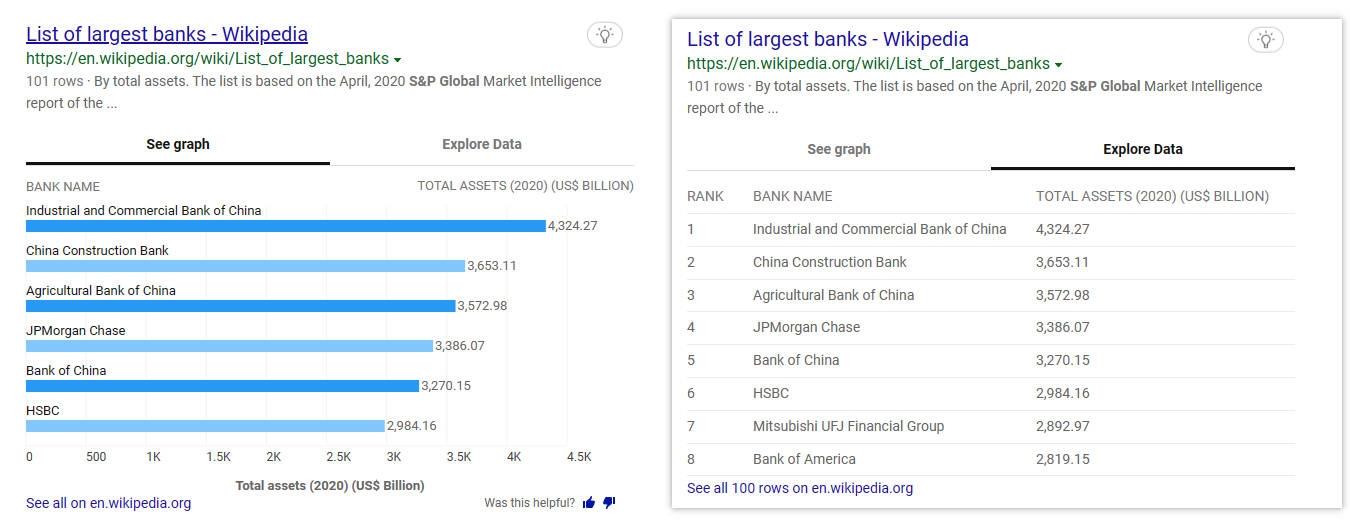 List of largest banks - Wikipedia
https://en.wikipedia.org/wiki/List_of_largest_banks
101 rows · By total assets. The list is based on the April, 2020 S&P Global Market Intelligence
report of the ...
See graph
Explore Data
BANK NAME
TOTAL ASSETS (2020) (US$ BILLION)
Industrial and Commercial Bank of China
4,324.27
China Construction Bank
3,653.11
Agricultural Bank of China
3,572.98
JPMorgan Chase
3,386.07
Bank of China
3,270.15
HSBC
2,984.16
0 500 1K 1.5K 2K 2.5K 3K 3.5K 4K 4.5K
Total assets (2020) (US$ Billion)
See all on en.wikipedia.org
Was this helpful?
List of largest banks - Wikipedia
https://en.wikipedia.org/wiki/List_of_largest_banks
101 rows · By total assets. The list is based on the April, 2020 S&P Global Market Intelligence
report of the ...
See graph
Explore Data
RANK BANK NAME TOTAL ASSETS (2020) (US$ BILLION)
1 Industrial and Commercial Bank of China 4,324.27
2 China Construction Bank 3,653.11
3 Agricultural Bank of China 3,572.98
4 JPMorgan Chase 3,386.07
5 Bank of China 3,270.15
6 HSBC 2,984.16
7 Mitsubishi UFJ Financial Group 2,892.97
8 Bank of America 2,819.15
See all 100 rows on en.wikipedia.org